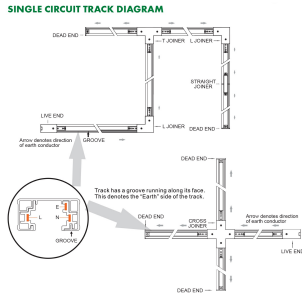 SINGLE CIRCUIT TRACK DIAGRAM
DEAD END
T JOINER
L JOINER
STRAIGHT
JOINER
LIVE END
L JOINER
DEAD END
Arrow denotes direction
of earth conductor
GROOVE
DEAD END
Track has a groove running along its face.
This denotes the "Earth" side of the track.
E
L
N
GROOVE
DEAD END
CROSS
JOINER
Arrow denotes direction
of earth conductor
LIVE END
DEAD END